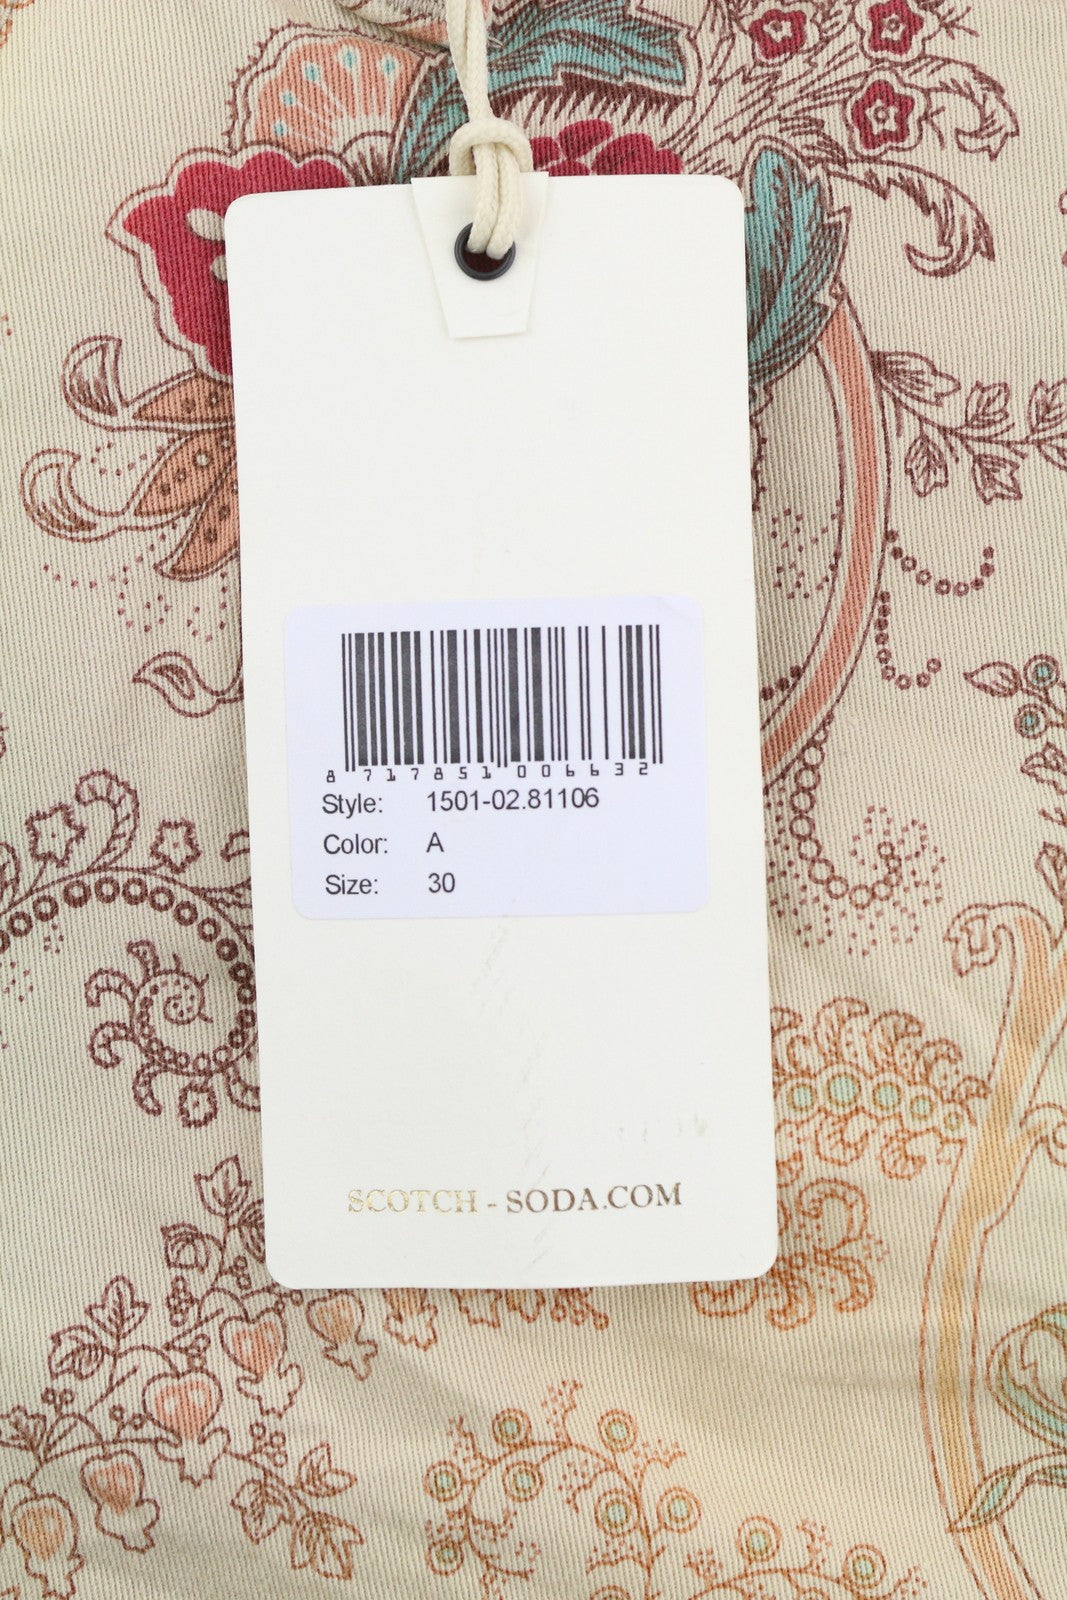 8 717851 006632
Style: 1501-02.81106
Color: A
Size: 30
SCOTCH - SODA.COM